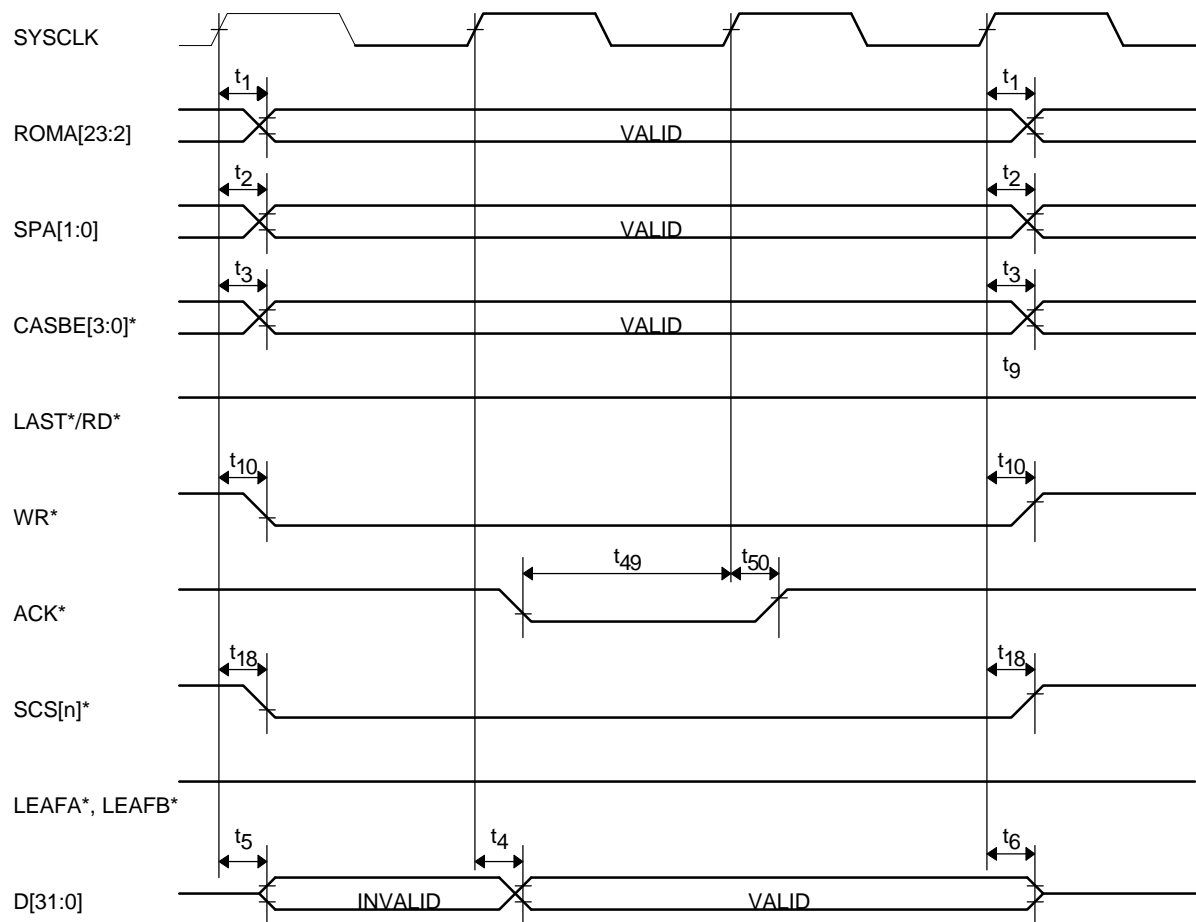 SYSCLK
t1 t1
ROMA[23:2] VALID
t2 t2
SPA[1:0] VALID
t3 t3
CASBE[3:0]* VALID
t9
LAST*/RD*
t10 t10
WR*
t49 t50
ACK*
t18 t18
SCS[n]*
LEAFA*, LEAFB*
t5 t4 t6
D[31:0] INVALID VALID